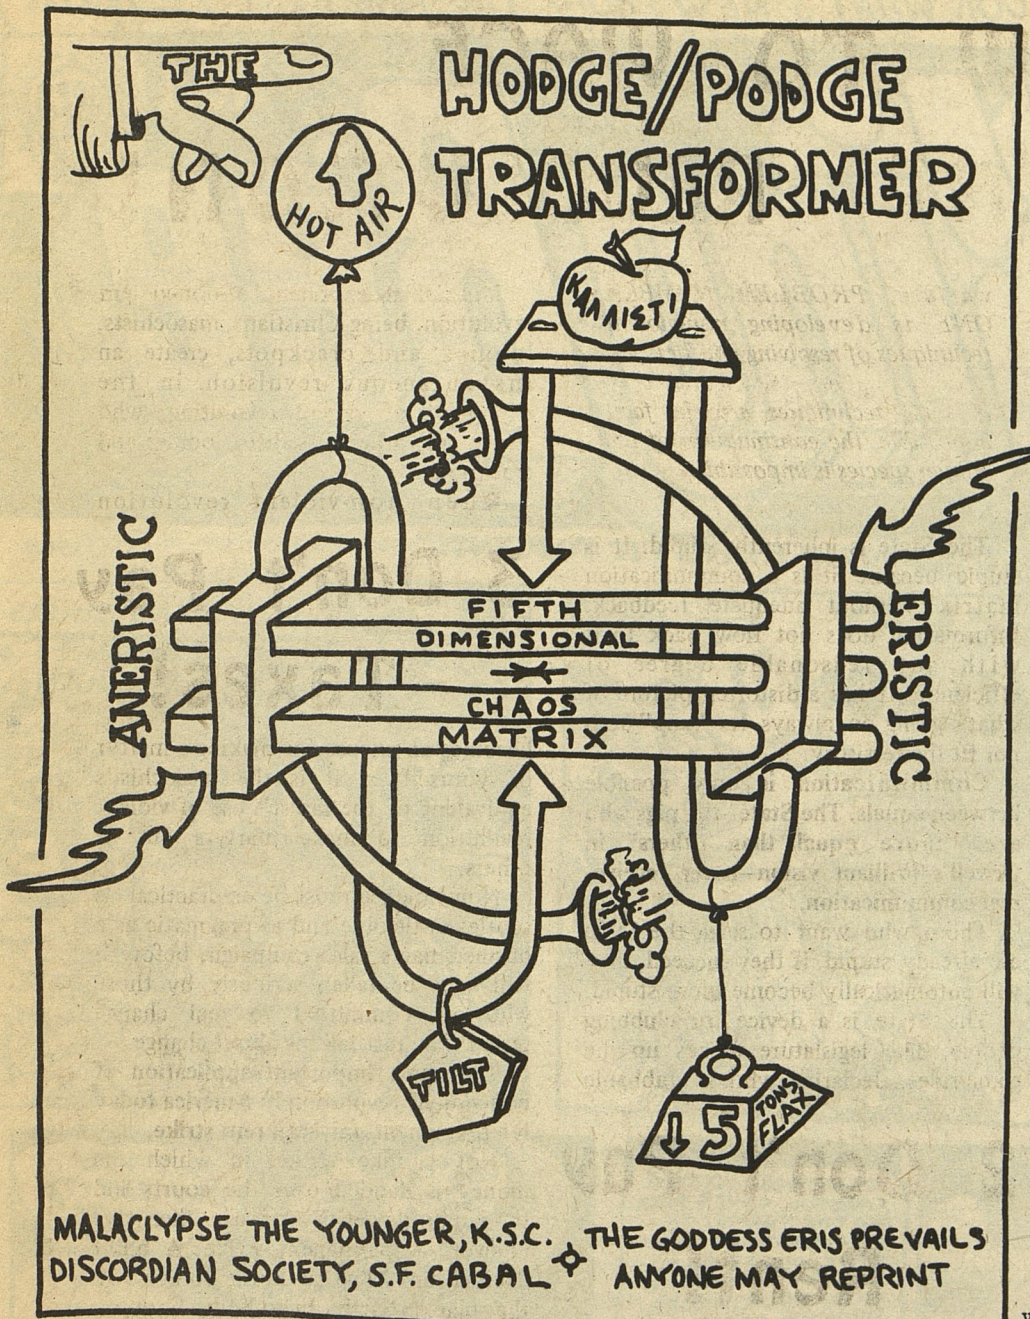 THE
HODGE/PODGE
TRANSFORMER
HOT AIR
ΚΑΛΛΙΣΤΙ
ANERISTIC
ERISTIC
FIFTH
DIMENSIONAL
CHAOS
MATRIX
TILT
↓ 5
TONS
FLAX
MALACLYPSE THE YOUNGER, K.S.C.
DISCORDIAN SOCIETY, S.F. CABAL
THE GODDESS ERIS PREVAILS
ANYONE MAY REPRINT